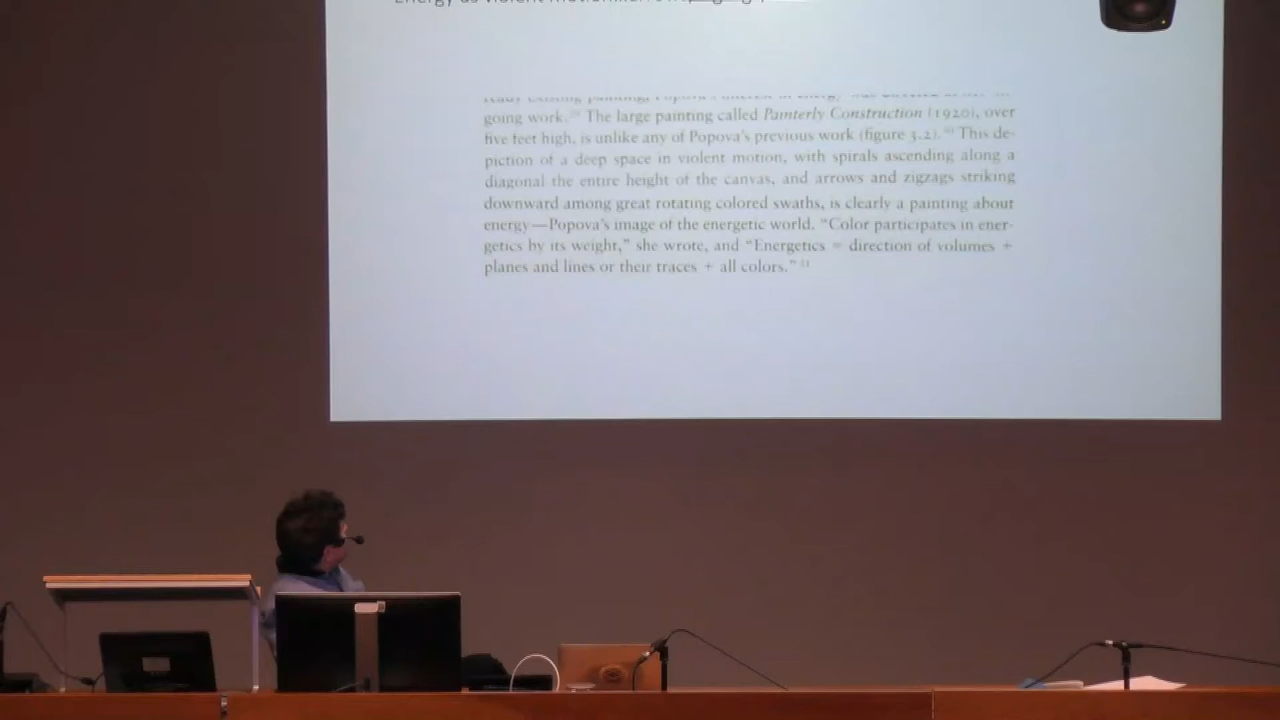 Energy as violent motion
going work. The large painting called Painterly Construction (1920), over
five feet high, is unlike any of Popova's previous work (figure 3.2). This de-
piction of a deep space in violent motion, with spirals ascending along a
diagonal the entire height of the canvas, and arrows and zigzags striking
downward among great rotating colored swaths, is clearly a painting about
energy—Popova's image of the energetic world. "Color participates in ener-
getics by its weight," she wrote, and "Energetics = direction of volumes +
planes and lines or their traces + all colors."